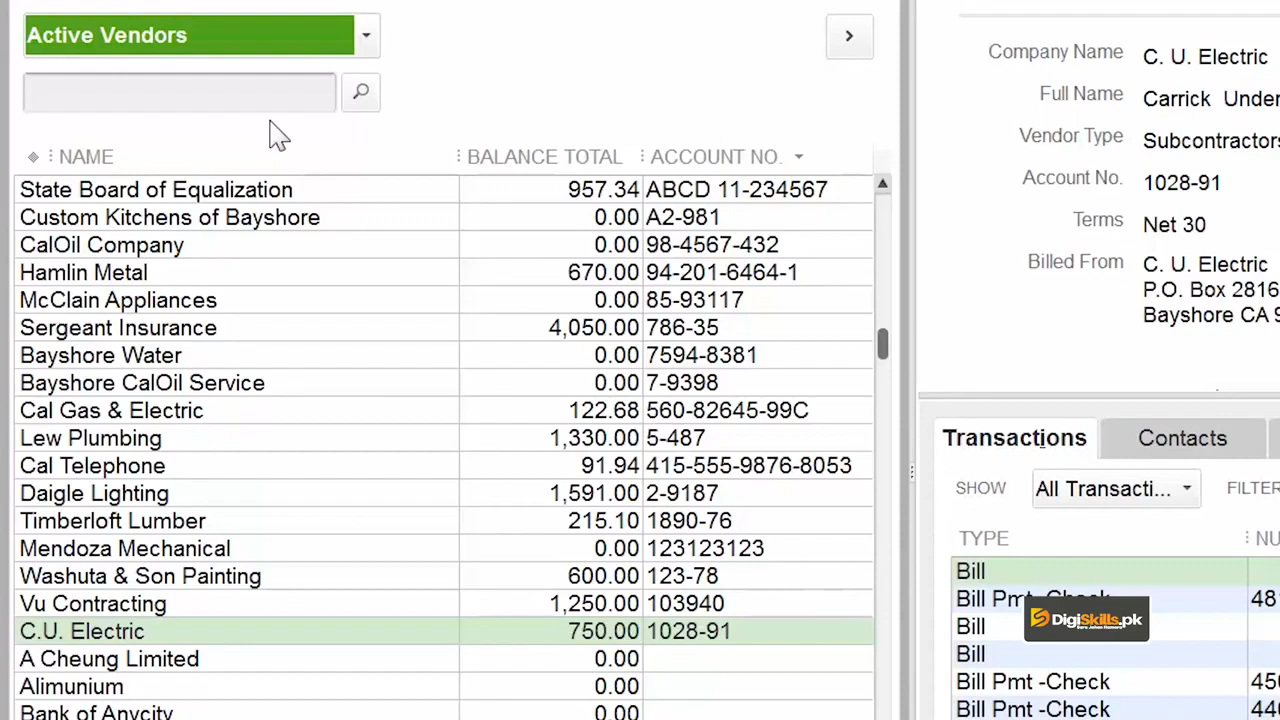 Active Vendors
NAME BALANCE TOTAL ACCOUNT NO.
State Board of Equalization 957.34 ABCD 11-234567
Custom Kitchens of Bayshore 0.00 A2-981
CalOil Company 0.00 98-4567-432
Hamlin Metal 670.00 94-201-6464-1
McClain Appliances 0.00 85-93117
Sergeant Insurance 4,050.00 786-35
Bayshore Water 0.00 7594-8381
Bayshore CalOil Service 0.00 7-9398
Cal Gas & Electric 122.68 560-82645-99C
Lew Plumbing 1,330.00 5-487
Cal Telephone 91.94 415-555-9876-8053
Daigle Lighting 1,591.00 2-9187
Timberloft Lumber 215.10 1890-76
Mendoza Mechanical 0.00 123123123
Washuta & Son Painting 600.00 123-78
Vu Contracting 1,250.00 103940
C.U. Electric 750.00 1028-91
A Cheung Limited 0.00
Alimunium 0.00
Bank of Anycity 0.00
Company Name C. U. Electric
Full Name Carrick Under
Vendor Type Subcontractors
Account No. 1028-91
Terms Net 30
Billed From C. U. Electric
P.O. Box 2816
Bayshore CA 9
Transactions Contacts
SHOW All Transacti... FILTER
TYPE NU
Bill
Bill Pmt -Check 481
Bill
Bill
Bill Pmt -Check 450
Bill Pmt -Check 440
DigiSkills.pk